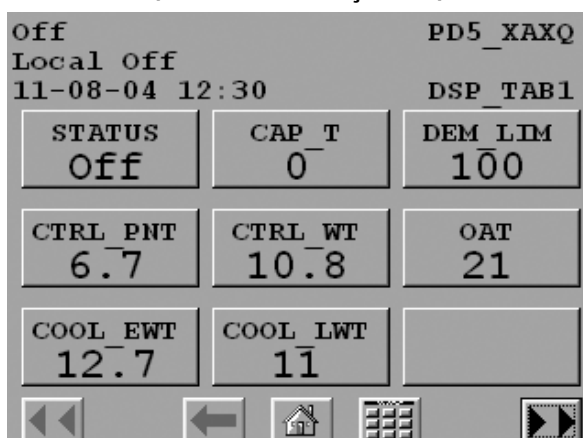 Off PD5_XAXQ
Local Off
11-08-04 12:30 DSP_TAB1
STATUS CAP_T DEM_LIM
Off 0 100
CTRL_PNT CTRL_WT OAT
6.7 10.8 21
COOL_EWT COOL_LWT
12.7 11